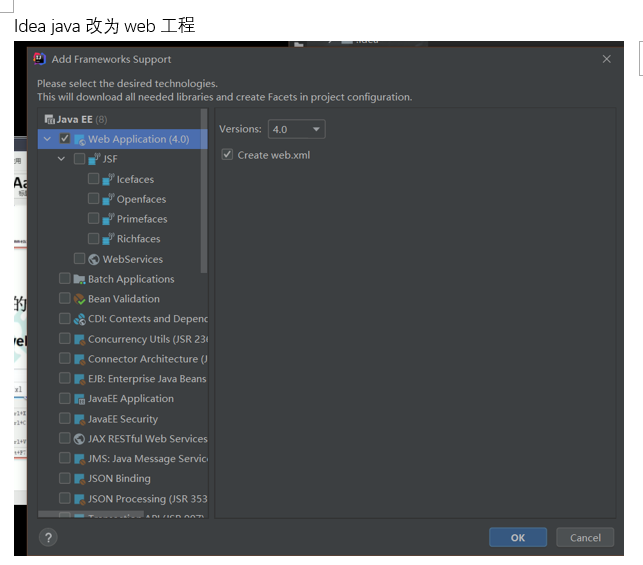 Idea java 改为 web 工程
Add Frameworks Support
Please select the desired technologies.
This will download all needed libraries and create Facets in project configuration.
Java EE (8)
Web Application (4.0)
JSF
Icefaces
Openfaces
Primefaces
Richfaces
WebServices
Batch Applications
Bean Validation
CDI: Contexts and Depend
Concurrency Utils (JSR 236
Connector Architecture (J
EJB: Enterprise Java Beans
JavaEE Application
JavaEE Security
JAX RESTful Web Services
JMS: Java Message Servic
JSON Binding
JSON Processing (JSR 353
Versions:
4.0
Create web.xml
?
OK
Cancel
的